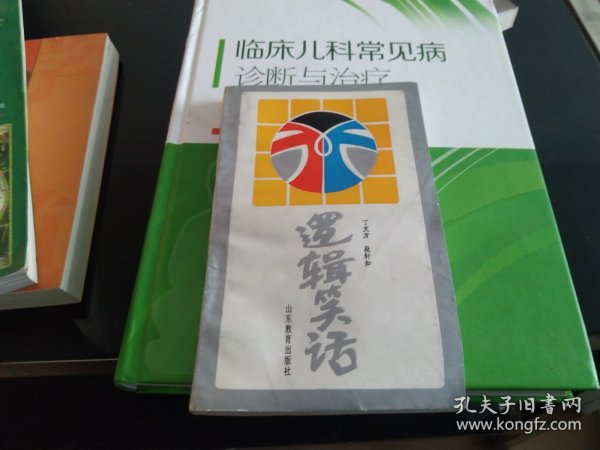 临床儿科常见病
诊断与治疗
丁文方 殷轩如
逻辑笑话
山东教育出版社
孔夫子旧书网
www.kongfz.com